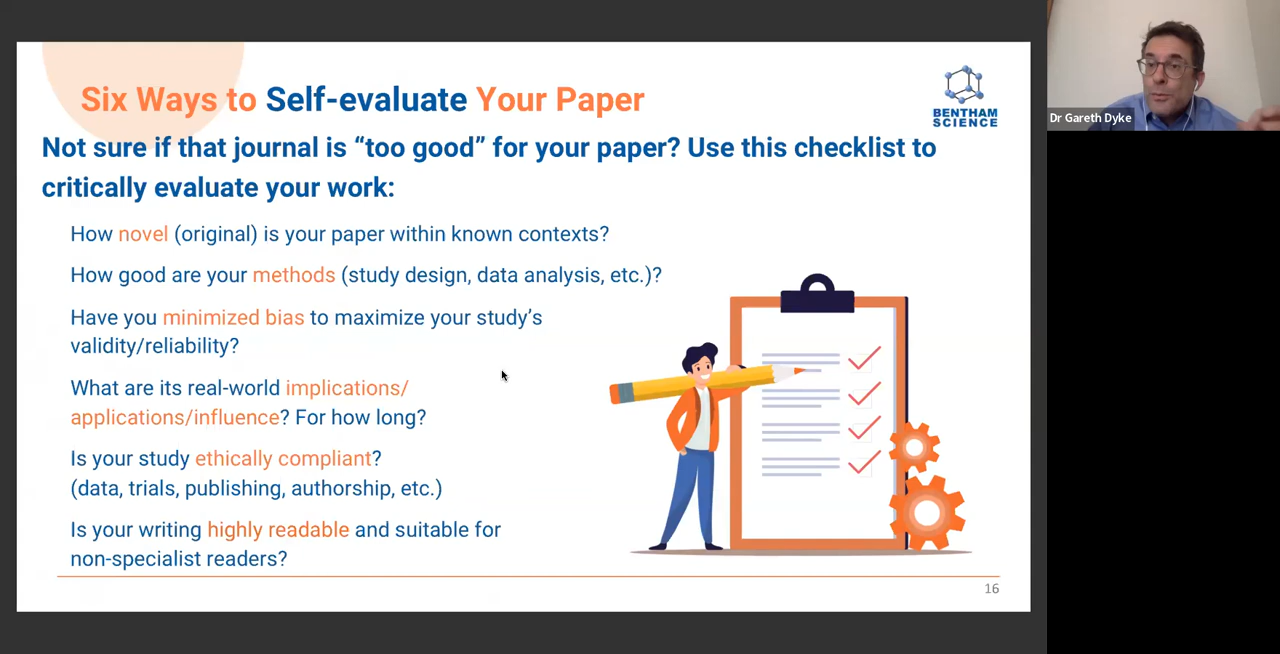 Six Ways to Self-evaluate Your Paper
BENTHAM
SCIENCE
Not sure if that journal is “too good” for your paper? Use this checklist to
critically evaluate your work:
How novel (original) is your paper within known contexts?
How good are your methods (study design, data analysis, etc.)?
Have you minimized bias to maximize your study’s
validity/reliability?
What are its real-world implications/
applications/influence? For how long?
Is your study ethically compliant?
(data, trials, publishing, authorship, etc.)
Is your writing highly readable and suitable for
non-specialist readers?
16
Dr Gareth Dyke